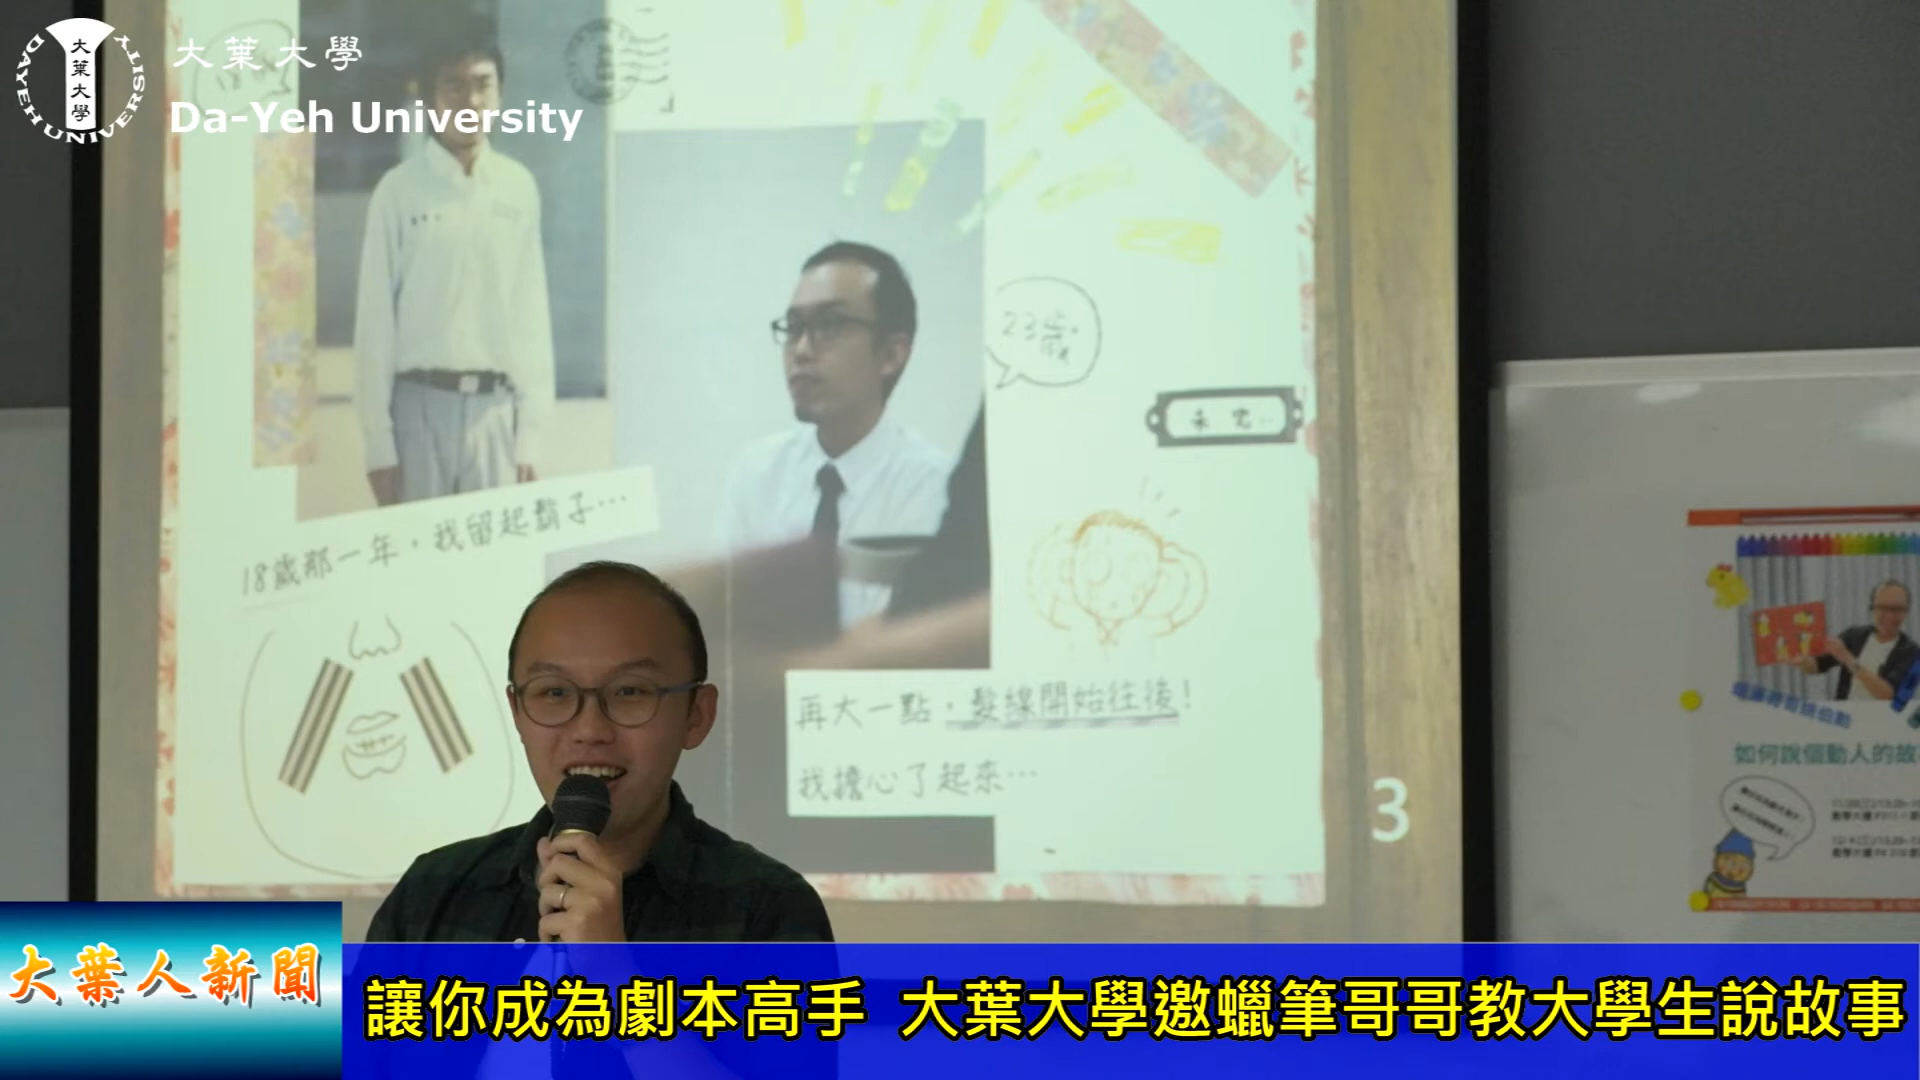 大葉大學
DAYEH UNIVERSITY
大葉大學
Da-Yeh University
23歲。
18歲那一年,我留起鬍子…
再大一點,髮線開始往後!
我擔心了起來…
3
如何說個動人的故
大葉人新聞
讓你成為劇本高手 大葉大學邀蠟筆哥哥教大學生說故事